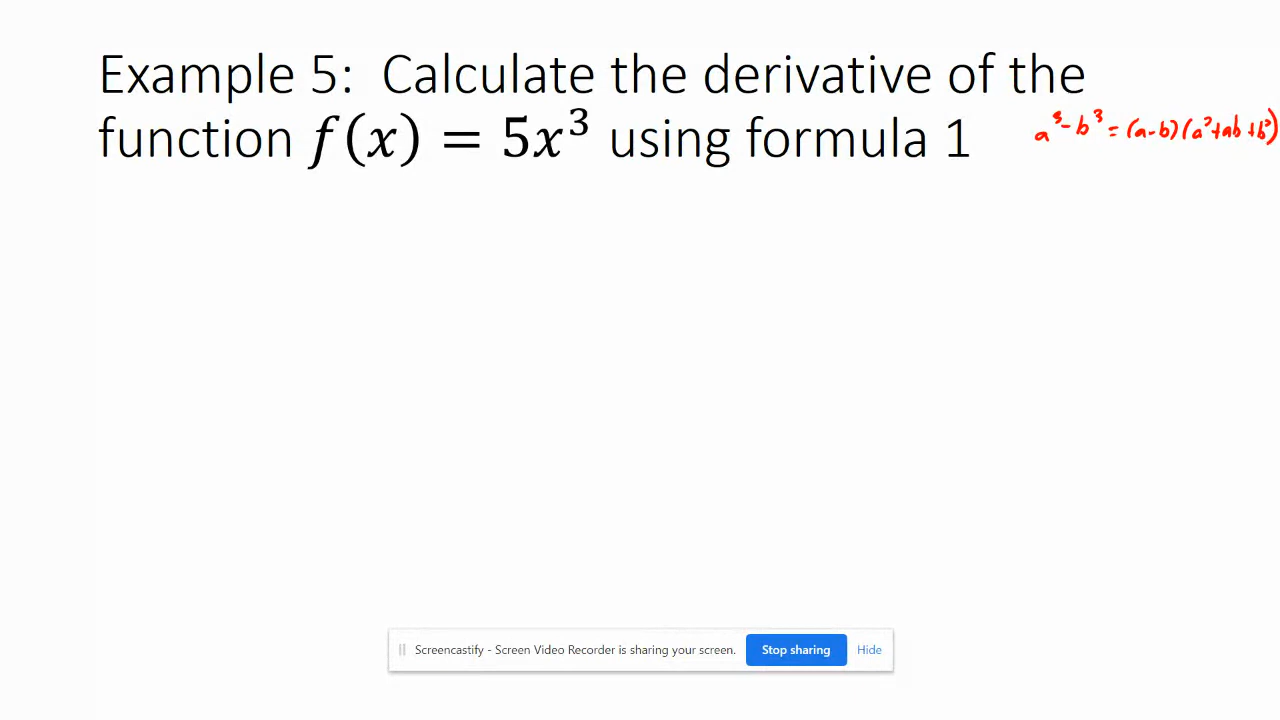 Example 5: Calculate the derivative of the
function f(x) = 5x³ using formula 1
a³-b³ = (a-b)(a²+ab+b²)
Screencastify - Screen Video Recorder is sharing your screen. Stop sharing Hide